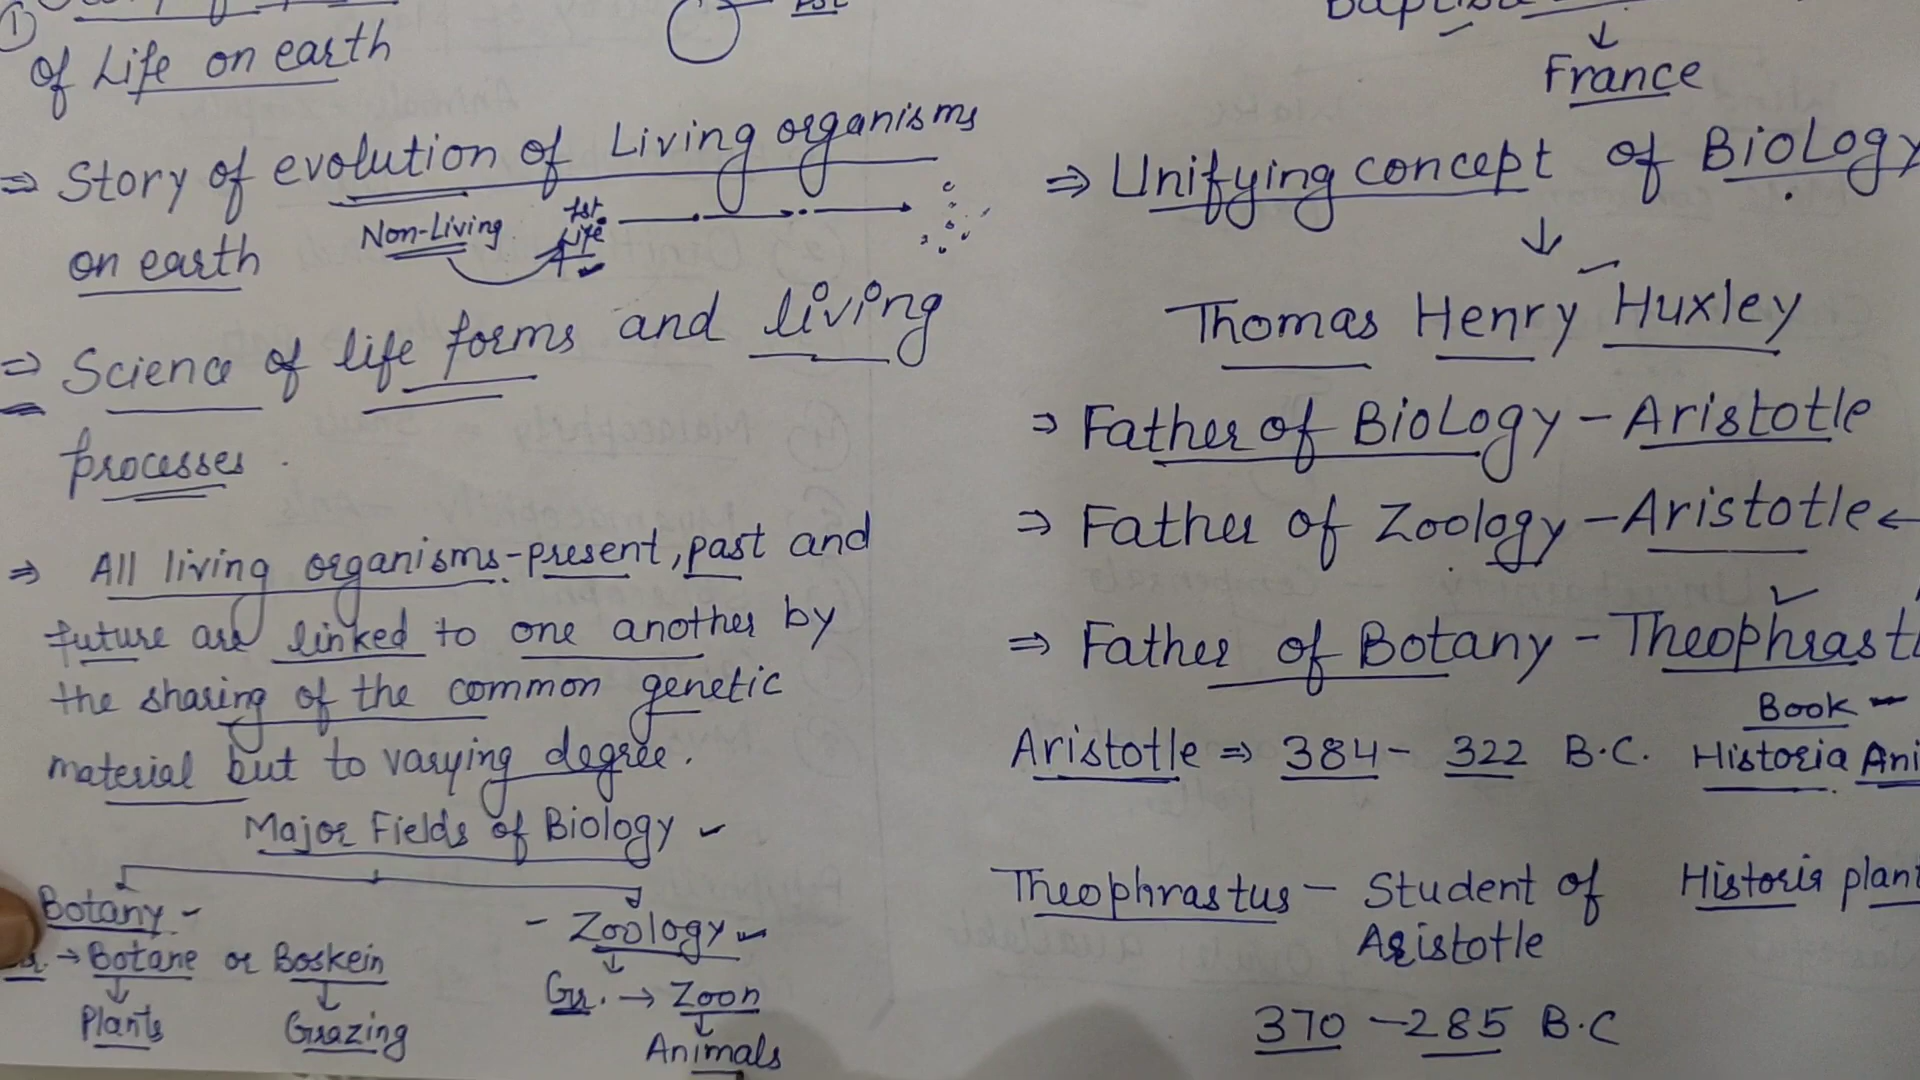 ①
of Life on earth
⇒ Story of evolution of Living organisms
Non-Living 1st Life
on earth
⇒ Science of life forms and living
processes.
⇒ All living organisms-present, past and
future are linked to one another by
the sharing of the common genetic
material but to varying degree.
Major Fields of Biology
Botany -
→ Botane or Boskein
Plants Grazing
- Zoology
Gr. → Zoon
Animals
1st
↓
France
⇒ Unifying concept of Biology
↓
Thomas Henry Huxley
⇒ Father of Biology - Aristotle
⇒ Father of Zoology - Aristotle ←
⇒ Father of Botany - Theophrast
Book -
Aristotle ⇒ 384 - 322 B.C. Historia Ani
Theophrastus - Student of Historia plant
Aristotle
370 - 285 B.C